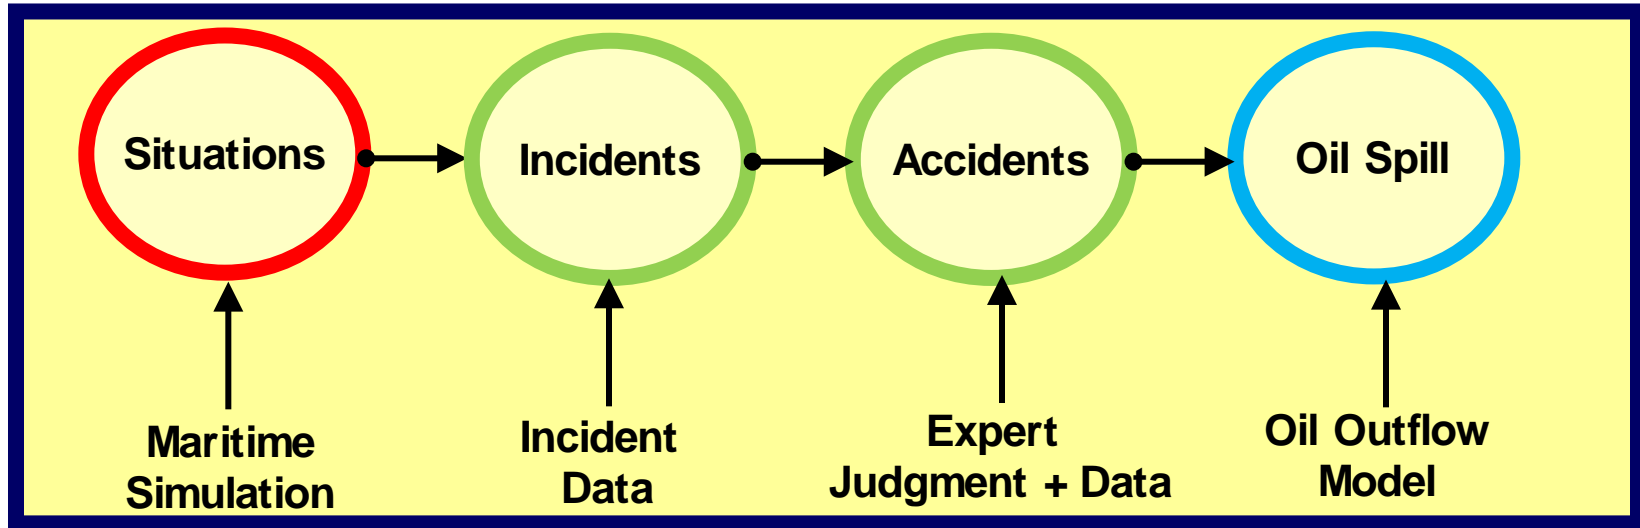 Situations
Incidents
Accidents
Oil Spill
Maritime
Simulation
Incident
Data
Expert
Judgment + Data
Oil Outflow
Model